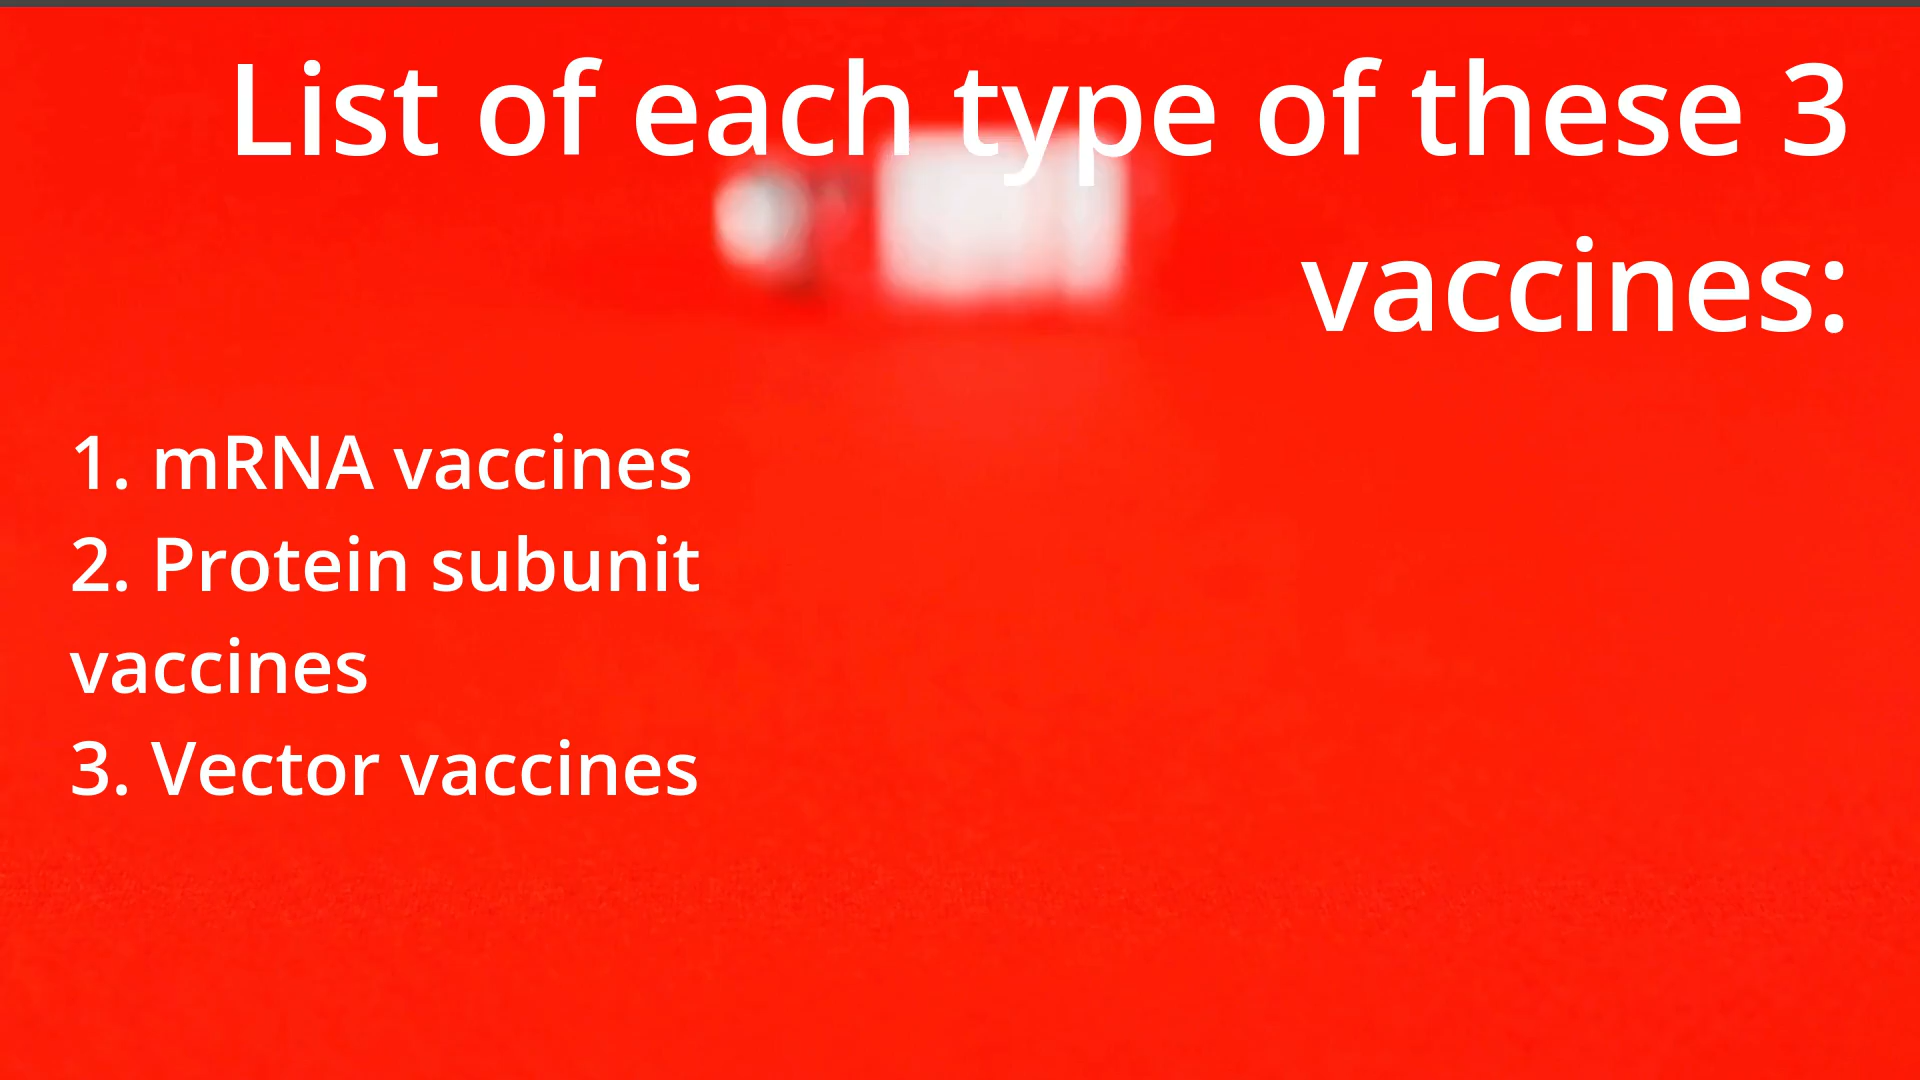 List of each type of these 3
vaccines:
1. mRNA vaccines
2. Protein subunit
vaccines
3. Vector vaccines